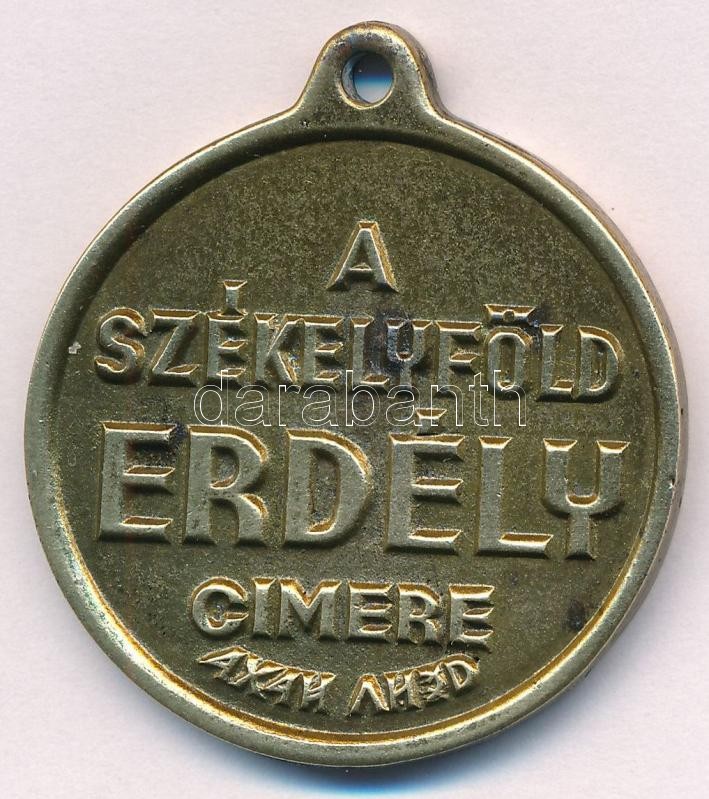 A
SZÉKELYFÖLD
darabanth
ERDÉLY
CIMERE